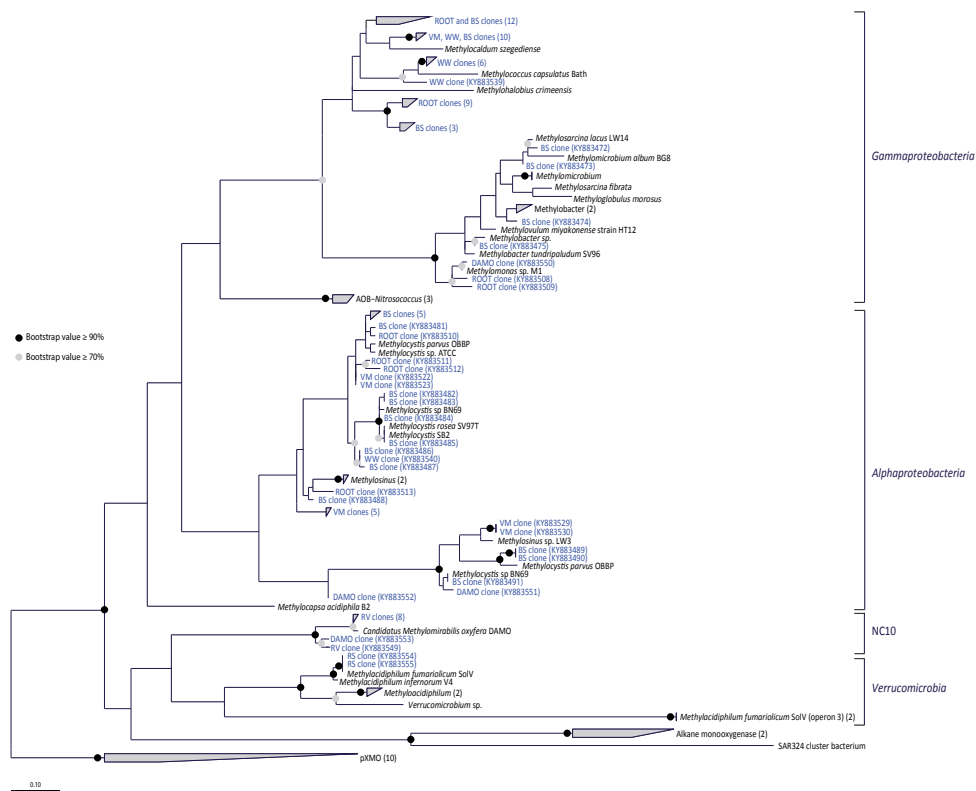 ROOT and BS clones (12)
VM, WW, BS clones (10)
Methylocaldum szegediense
WW clones (6)
Methylococcus capsulatus Bath
WW clone (KY883539)
Methylohalobius crimeensis
ROOT clones (9)
BS clones (3)
Methylosarcina lacus LW14
BS clone (KY883472)
Methylomicrobium album BG8
BS clone (KY883473)
Methylomicrobium
Methylosarcina fibrata
Methyloglobulus morosus
Methylobacter (2)
BS clone (KY883474)
Methylovulum miyakonense strain HT12
Methylobacter sp.
BS clone (KY883475)
Methylobacter tundripaludum SV96
DAMO clone (KY883550)
Methylomonas sp. M1
ROOT clone (KY883508)
ROOT clone (KY883509)
Gammaproteobacteria
AOB–Nitrosococcus (3)
Bootstrap value ≥ 90%
Bootstrap value ≥ 70%
BS clones (5)
BS clone (KY883481)
ROOT clone (KY883510)
Methylocystis parvus OBBP
Methylocystis sp. ATCC
ROOT clone (KY883511)
ROOT clone (KY883512)
VM clone (KY883522)
VM clone (KY883523)
BS clone (KY883482)
BS clone (KY883483)
Methylocystis sp BN69
BS clone (KY883484)
Methylocystis rosea SV97T
Methylocystis SB2
BS clone (KY883485)
BS clone (KY883486)
WW clone (KY883540)
BS clone (KY883487)
Methylosinus (2)
ROOT clone (KY883513)
BS clone (KY883488)
VM clones (5)
VM clone (KY883529)
VM clone (KY883530)
Methylosinus sp. LW3
BS clone (KY883489)
BS clone (KY883490)
Methylocystis parvus OBBP
Methylocystis sp BN69
BS clone (KY883491)
DAMO clone (KY883551)
DAMO clone (KY883552)
Methylocapsa acidiphila B2
Alphaproteobacteria
RV clones (8)
Candidatus Methylomirabilis oxyfera DAMO
DAMO clone (KY883553)
RV clone (KY883549)
NC10
RS clone (KY883554)
RS clone (KY883555)
Methylacidiphilum fumariolicum SolV
Methylacidiphilum infernorum V4
Methyloacidiphilum (2)
Verrucomicrobium sp.
Methylacidiphilum fumariolicum SolV (operon 3) (2)
Verrucomicrobia
Alkane monooxygenase (2)
SAR324 cluster bacterium
pXMO (10)
0.10